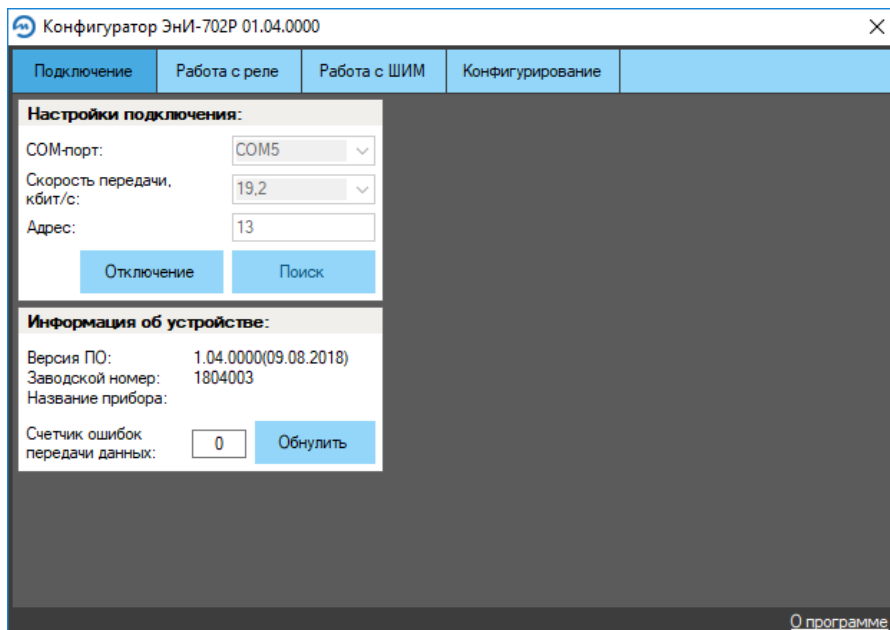 Конфигуратор ЭнИ-702Р 01.04.0000
Подключение Работа с реле Работа с ШИМ Конфигурирование
Настройки подключения:
COM-порт: COM5
Скорость передачи,
кбит/с: 19,2
Адрес: 13
Отключение Поиск
Информация об устройстве:
Версия ПО: 1.04.0000(09.08.2018)
Заводской номер: 1804003
Название прибора:
Счетчик ошибок
передачи данных: 0 Обнулить
О программе